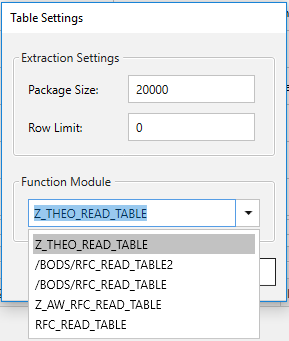 Table Settings
Extraction Settings
Package Size: 20000
Row Limit: 0
Function Module
Z_THEO_READ_TABLE
Z_THEO_READ_TABLE
/BODS/RFC_READ_TABLE2
/BODS/RFC_READ_TABLE
Z_AW_RFC_READ_TABLE
RFC_READ_TABLE